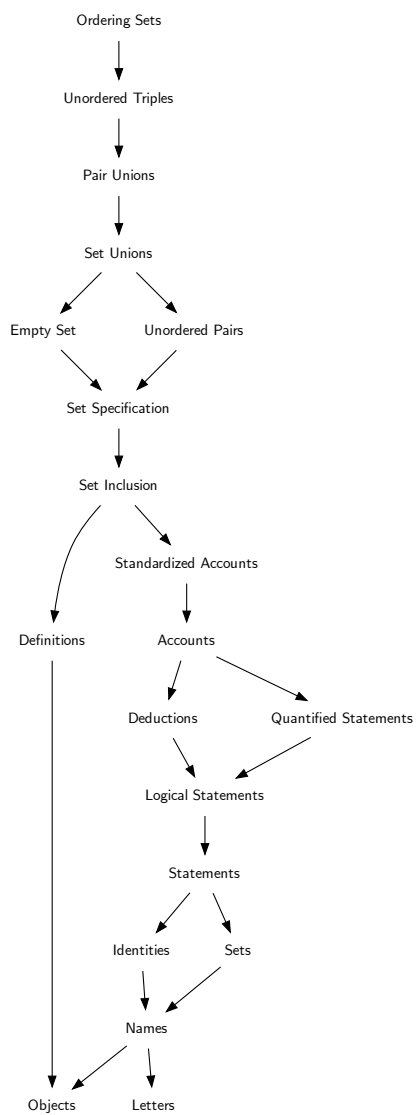 Ordering Sets
Unordered Triples
Pair Unions
Set Unions
Empty Set
Unordered Pairs
Set Specification
Set Inclusion
Standardized Accounts
Definitions
Accounts
Deductions
Quantified Statements
Logical Statements
Statements
Identities
Sets
Names
Objects
Letters